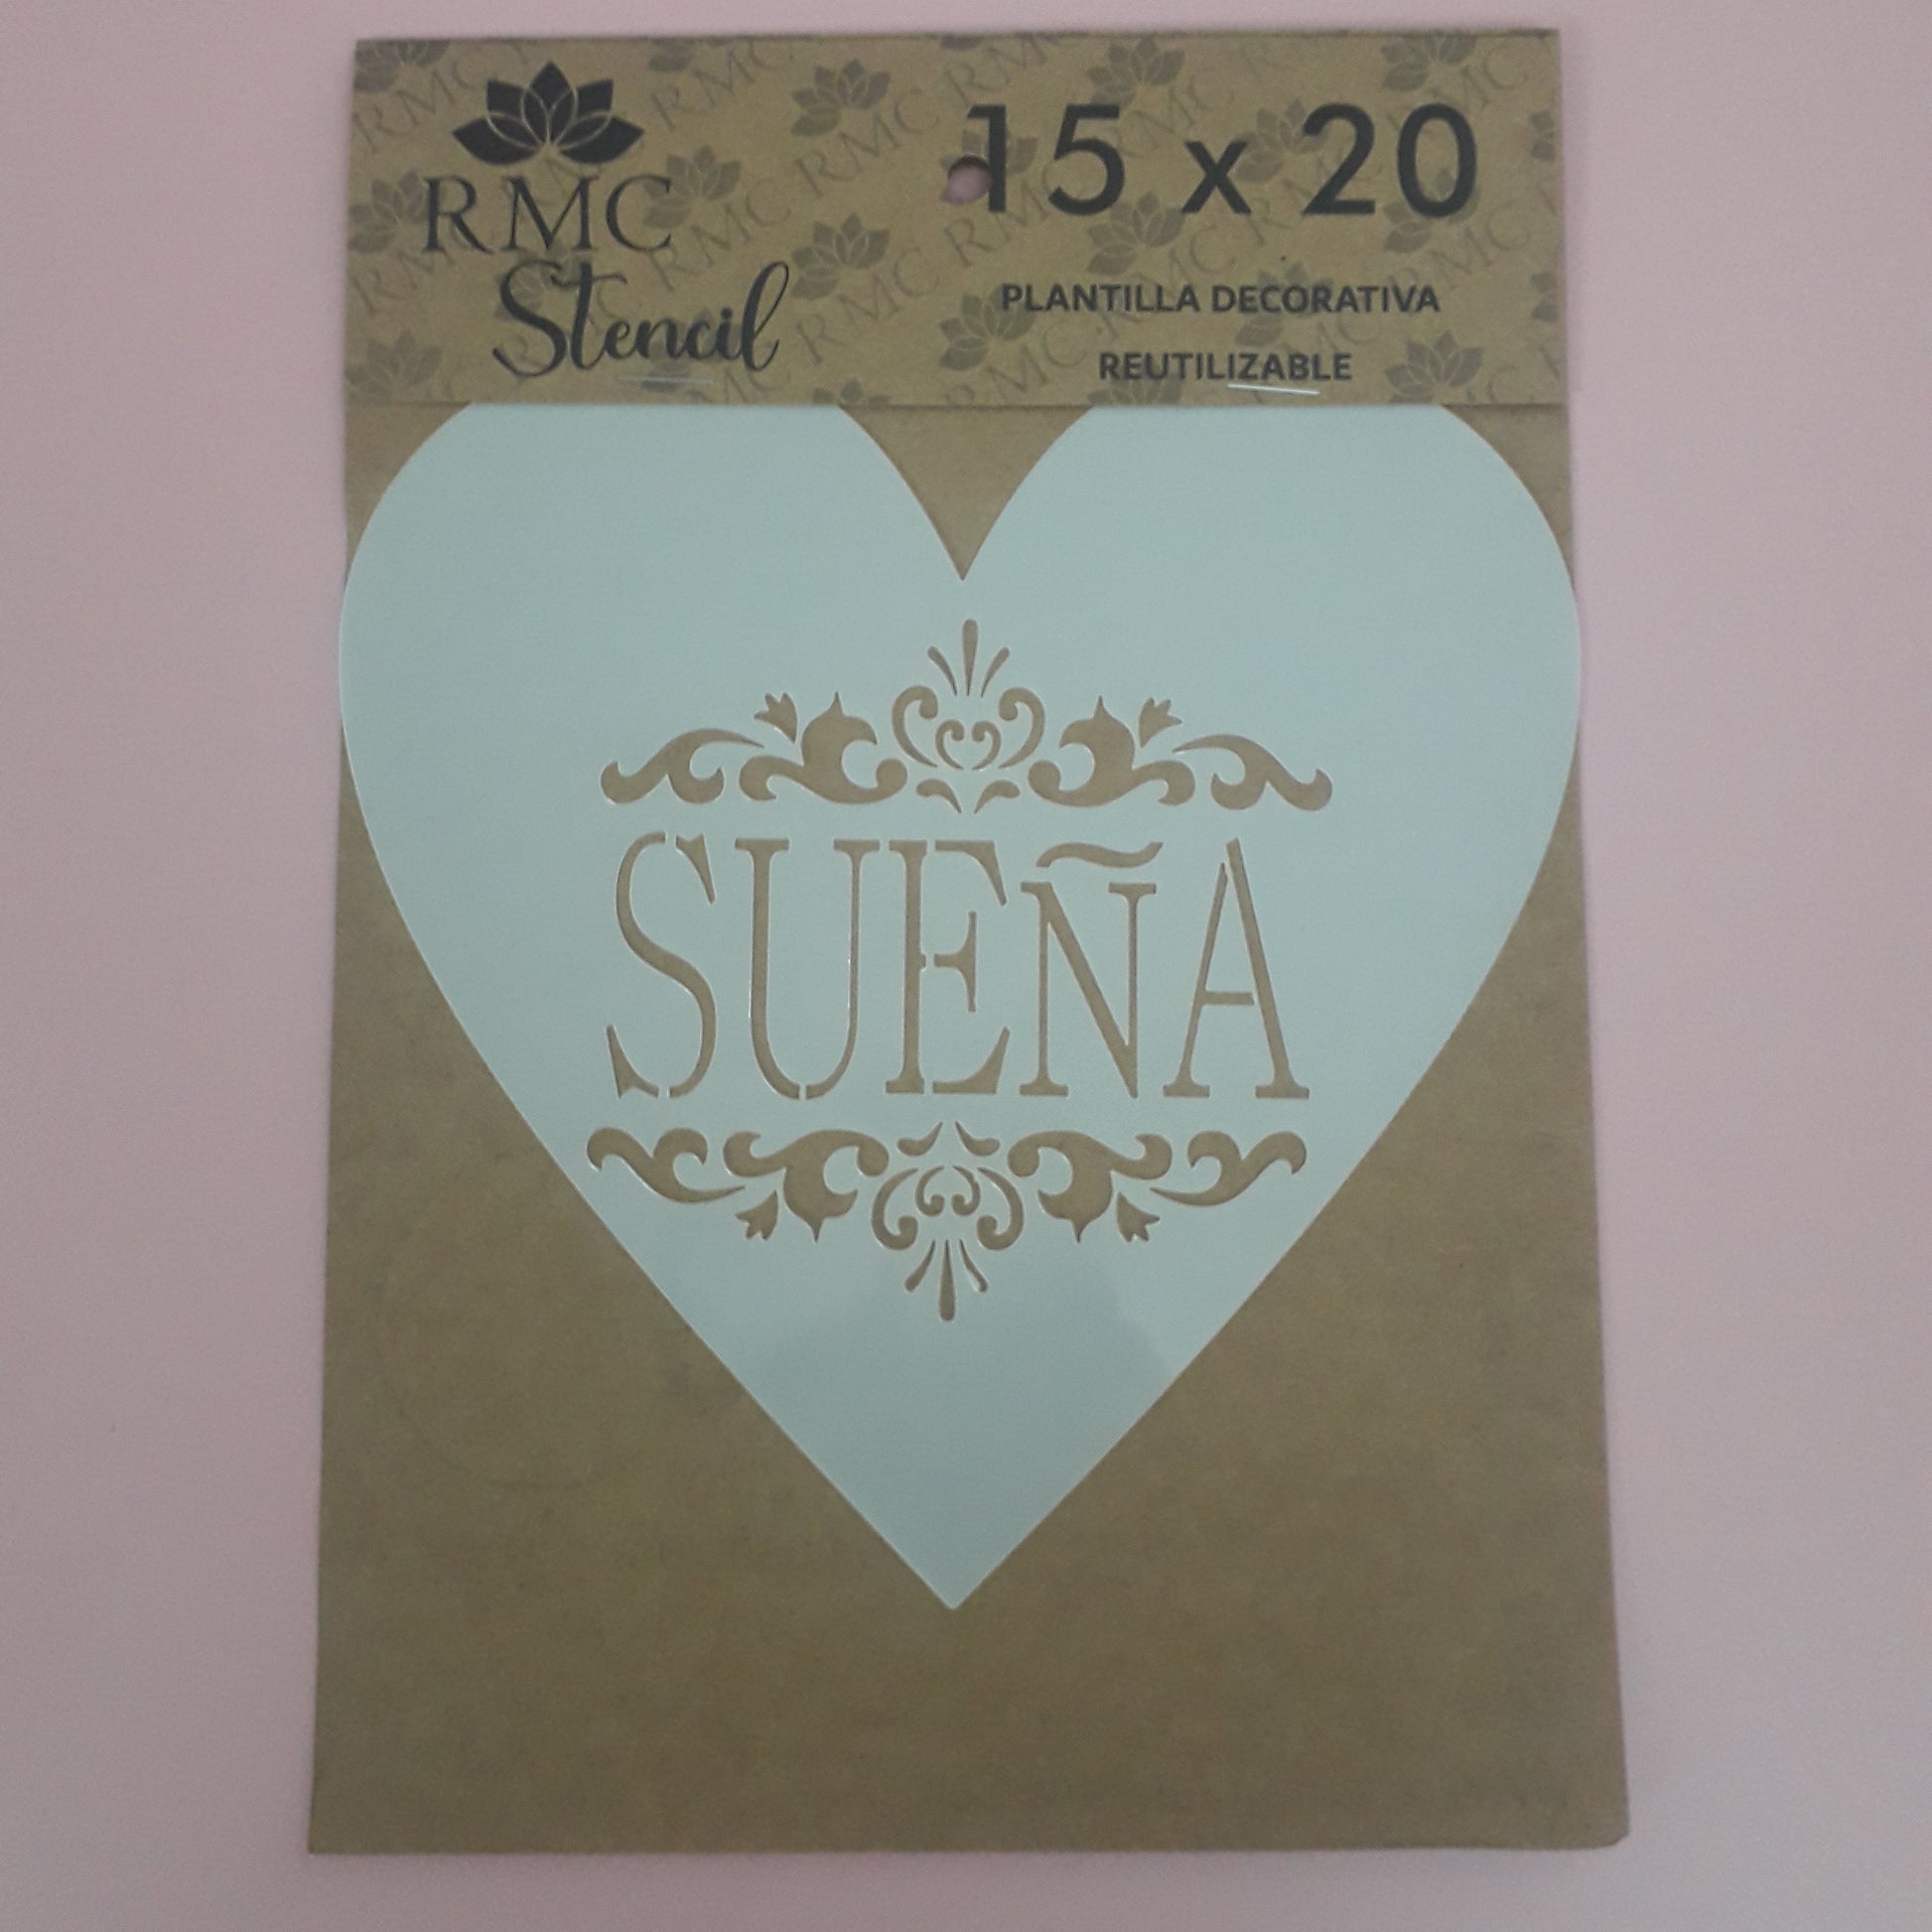 RMC
Stencil
15 x 20
PLANTILLA DECORATIVA
REUTILIZABLE
SUEÑA